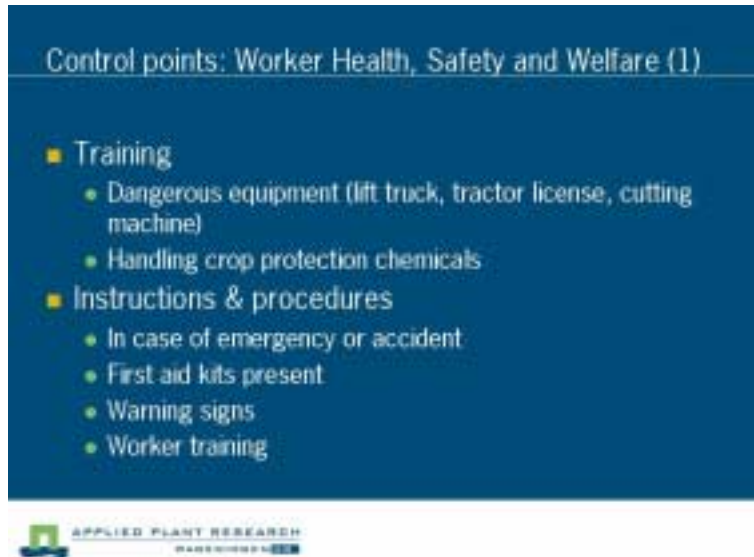 Control points: Worker Health, Safety and Welfare (1)
Training
Dangerous equipment (lift truck, tractor license, cutting
machine)
Handling crop protection chemicals
Instructions & procedures
In case of emergency or accident
First aid kits present
Warning signs
Worker training
APPLIED PLANT RESEARCH
WAGENINGEN UR